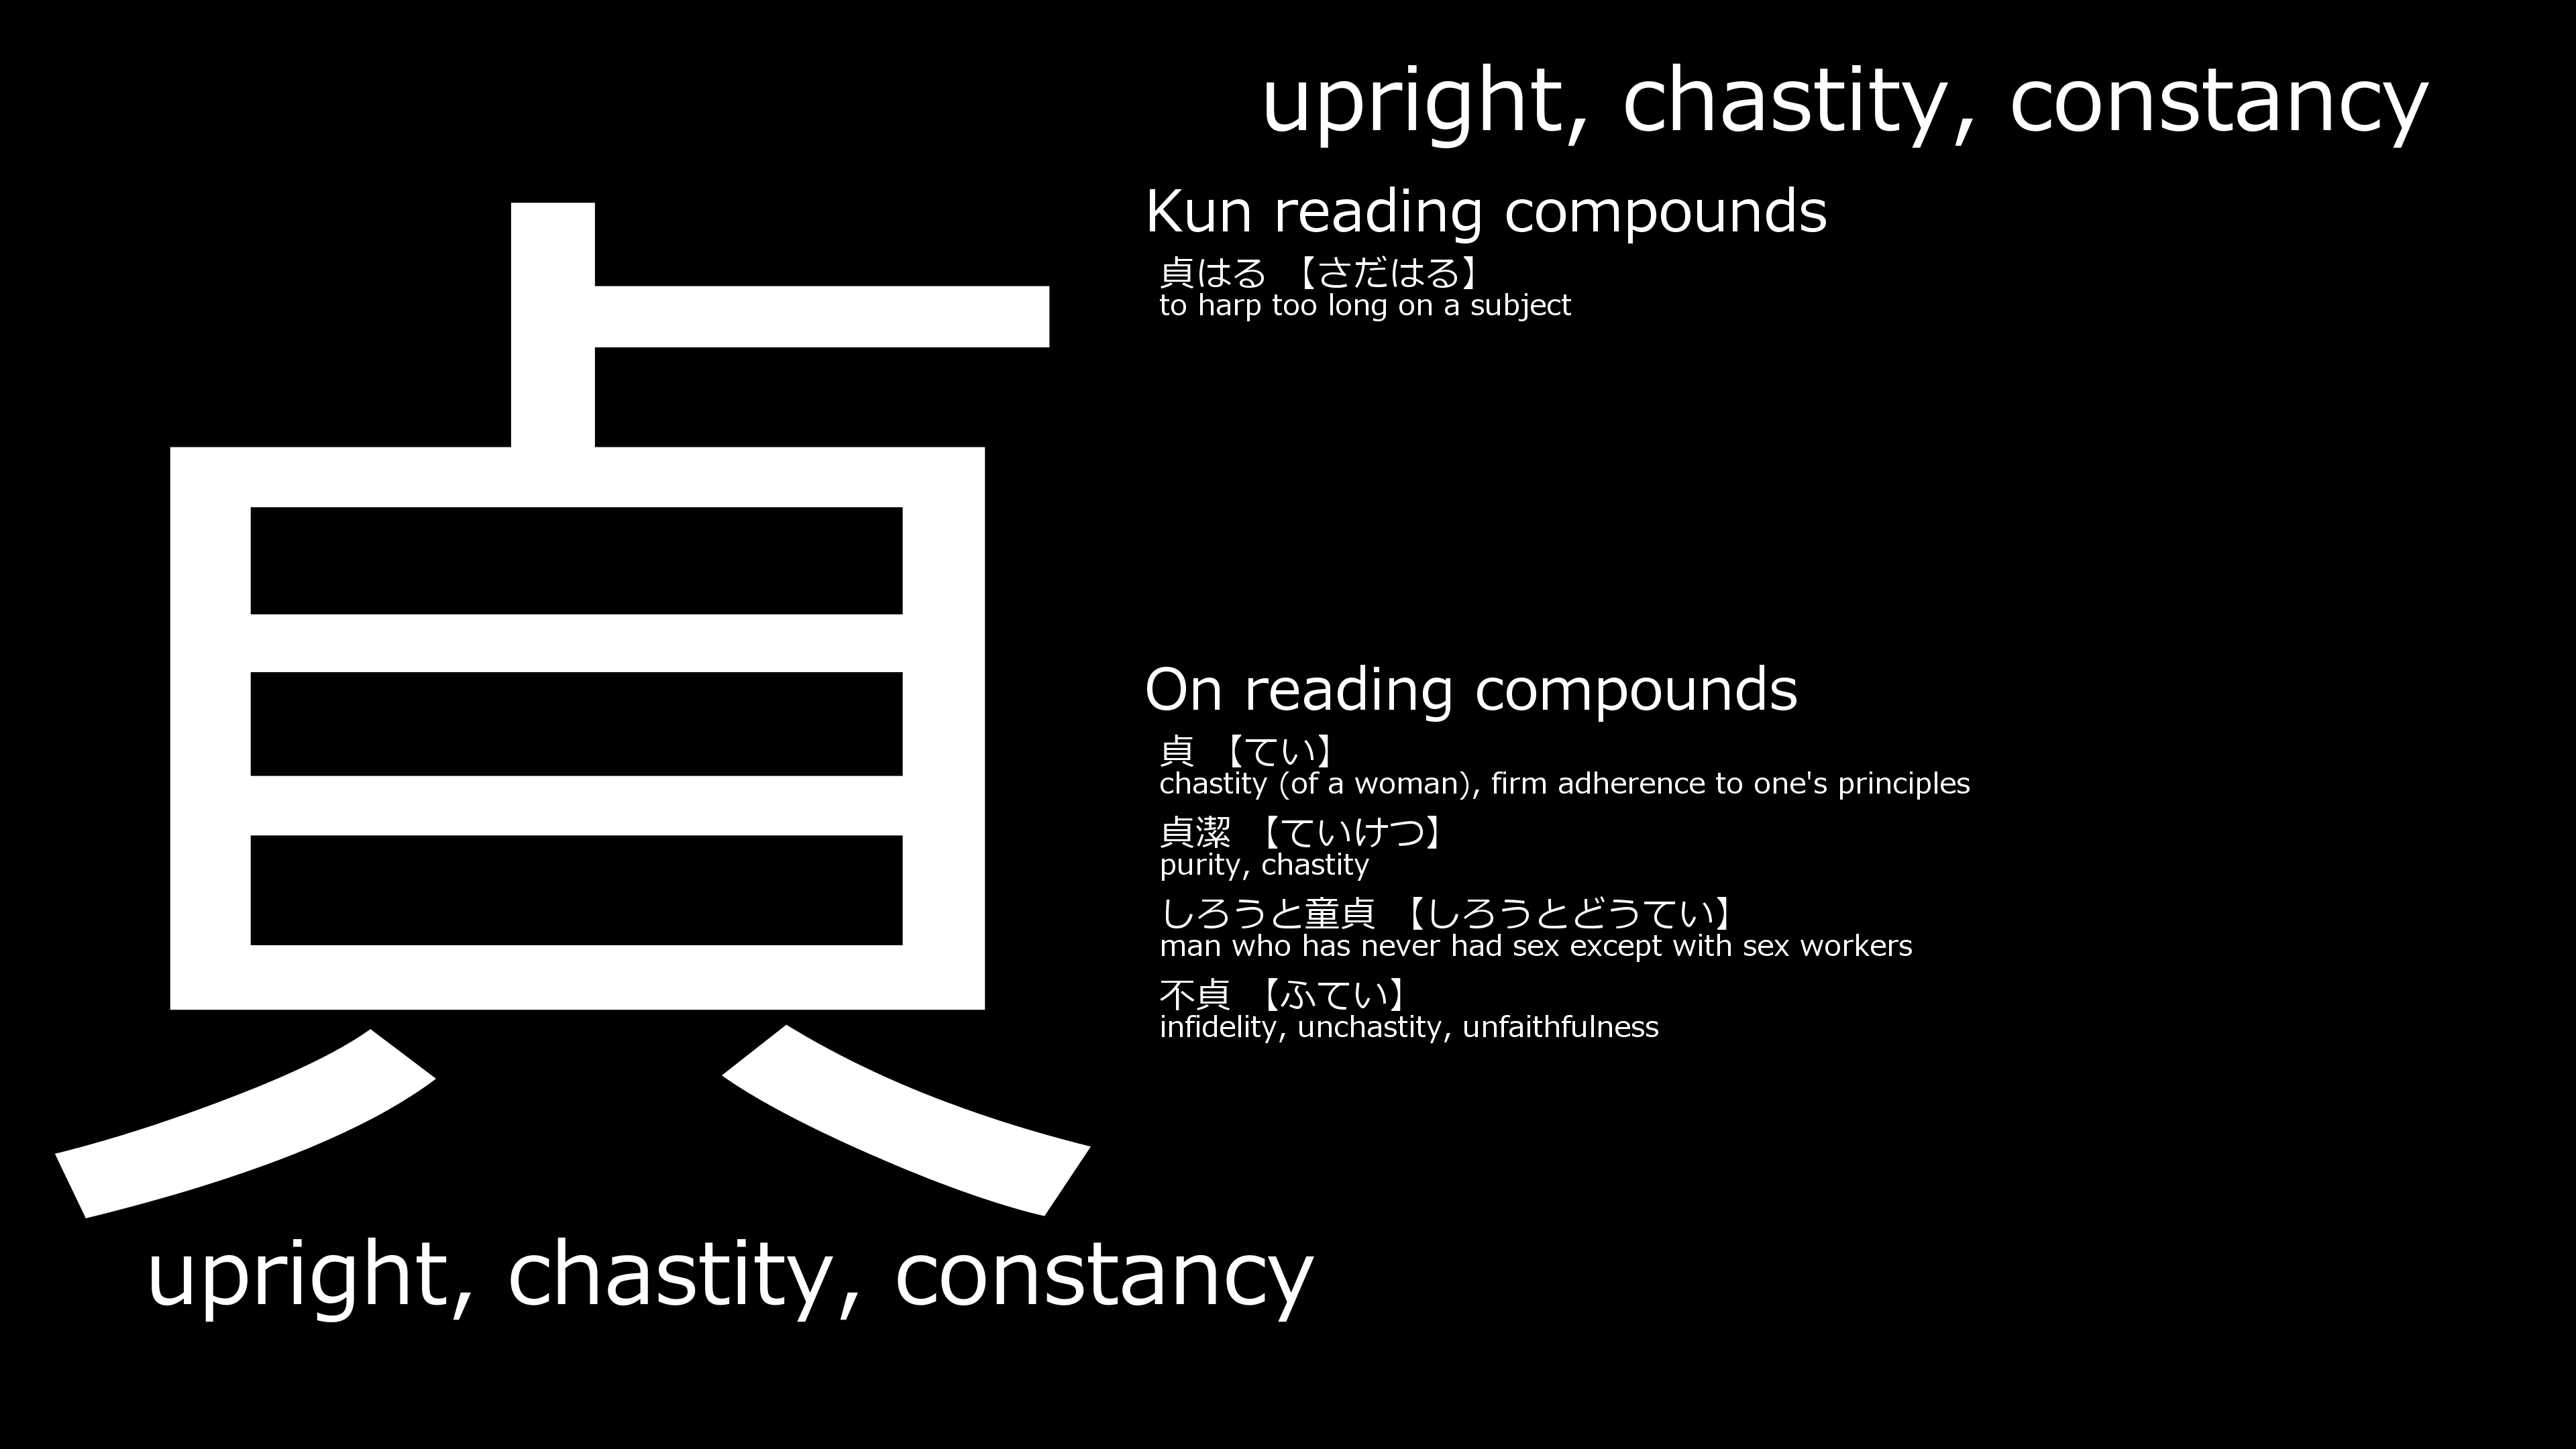 貞
upright, chastity, constancy
upright, chastity, constancy
Kun reading compounds
貞はる 【さだはる】
to harp too long on a subject
On reading compounds
貞 【てい】
chastity (of a woman), firm adherence to one's principles
貞潔 【ていけつ】
purity, chastity
しろうと童貞 【しろうとどうてい】
man who has never had sex except with sex workers
不貞 【ふてい】
infidelity, unchastity, unfaithfulness